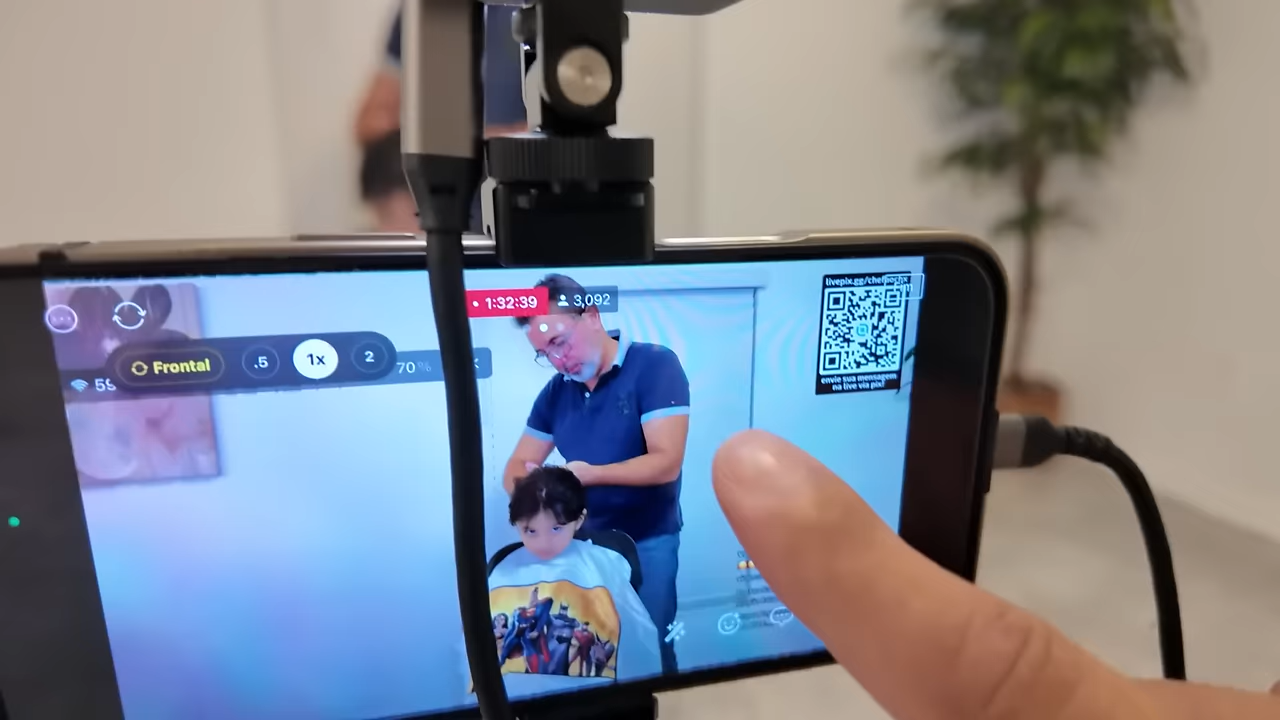 1:32:39
3,092
livepix.gg/chefpochx
Frontal
.5
1x
2
70%
envie sua mensagem
na live via pix!